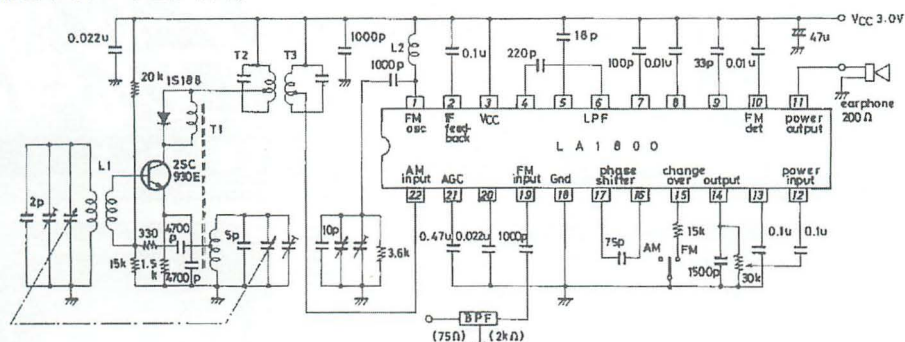 VCC 3.0V
0.022u
20k
IS188
T2
T3
1000p
L2
1000p
0.1u
220p
18p
100p
0.01u
33p
0.01u
47u
earphone
200Ω
1
2
3
4
5
6
7
8
9
10
11
FM
osc
IF
feed-
back
VCC
LPF
FM
det
power
output
LA1800
AM
input
AGC
FM
input
Gnd
phase
shifter
change
over
output
power
input
22
21
20
19
18
17
16
15
14
13
12
T1
2SC
930E
L1
2p
330
4700
p
15k
1.5
k
4700p
5p
10p
3.6k
0.47u
0.022u
1000p
75p
15k
AM
FM
1500p
30k
0.1u
0.1u
BPF
(75Ω)
(2kΩ)